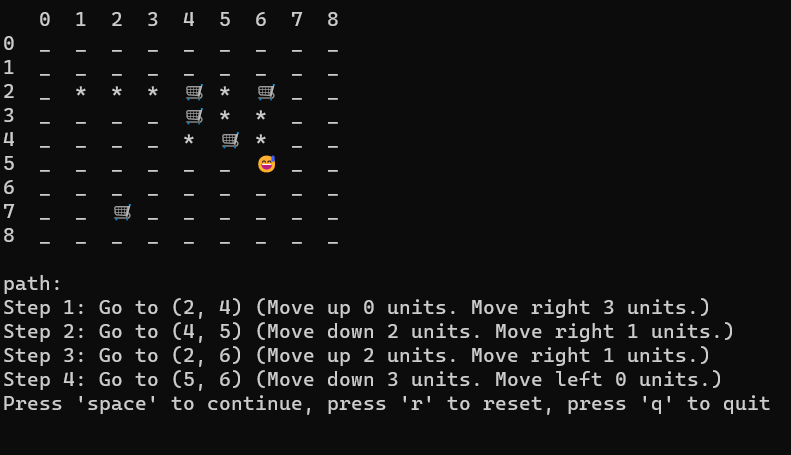 0 1 2 3 4 5 6 7 8
0 _ _ _ _ _ _ _ _ _
1 _ _ _ _ _ _ _ _ _
2 _ * * * 🛒 * 🛒 _ _
3 _ _ _ _ 🛒 * * _ _
4 _ _ _ _ * 🛒 * _ _
5 _ _ _ _ _ _ 😅 _ _
6 _ _ _ _ _ _ _ _ _
7 _ _ 🛒 _ _ _ _ _ _
8 _ _ _ _ _ _ _ _ _
path:
Step 1: Go to (2, 4) (Move up 0 units. Move right 3 units.)
Step 2: Go to (4, 5) (Move down 2 units. Move right 1 units.)
Step 3: Go to (2, 6) (Move up 2 units. Move right 1 units.)
Step 4: Go to (5, 6) (Move down 3 units. Move left 0 units.)
Press 'space' to continue, press 'r' to reset, press 'q' to quit